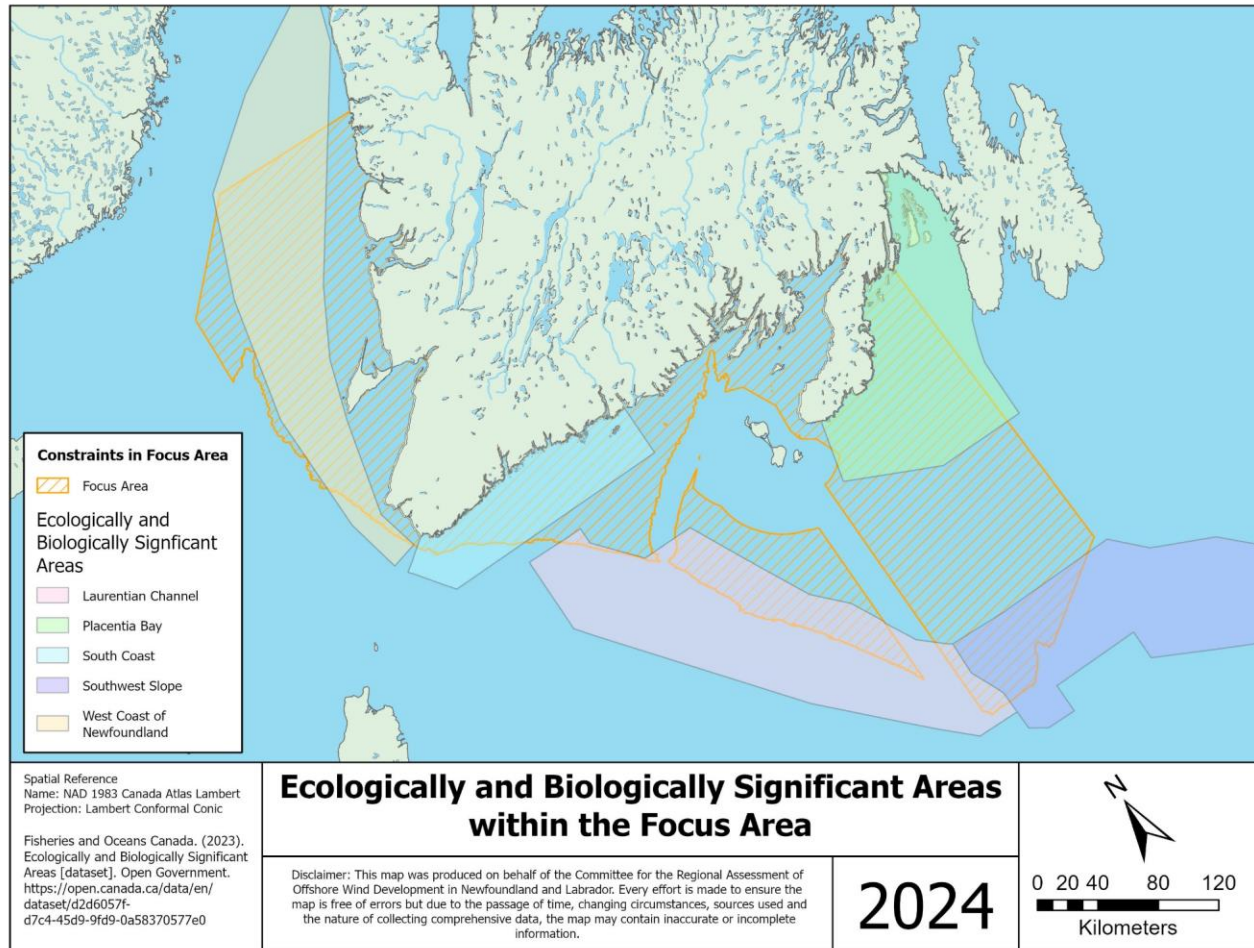 Constraints in Focus Area
Focus Area
Ecologically and
Biologically Signficant
Areas
Laurentian Channel
Placentia Bay
South Coast
Southwest Slope
West Coast of
Newfoundland
Spatial Reference
Name: NAD 1983 Canada Atlas Lambert
Projection: Lambert Conformal Conic
Fisheries and Oceans Canada. (2023).
Ecologically and Biologically Significant
Areas [dataset]. Open Government.
https://open.canada.ca/data/en/
dataset/d2d6057f-
d7c4-45d9-9fd9-0a58370577e0
Ecologically and Biologically Significant Areas
within the Focus Area
Disclaimer: This map was produced on behalf of the Committee for the Regional Assessment of
Offshore Wind Development in Newfoundland and Labrador. Every effort is made to ensure the
map is free of errors but due to the passage of time, changing circumstances, sources used and
the nature of collecting comprehensive data, the map may contain inaccurate or incomplete
information.
2024
N
0 20 40 80 120
Kilometers